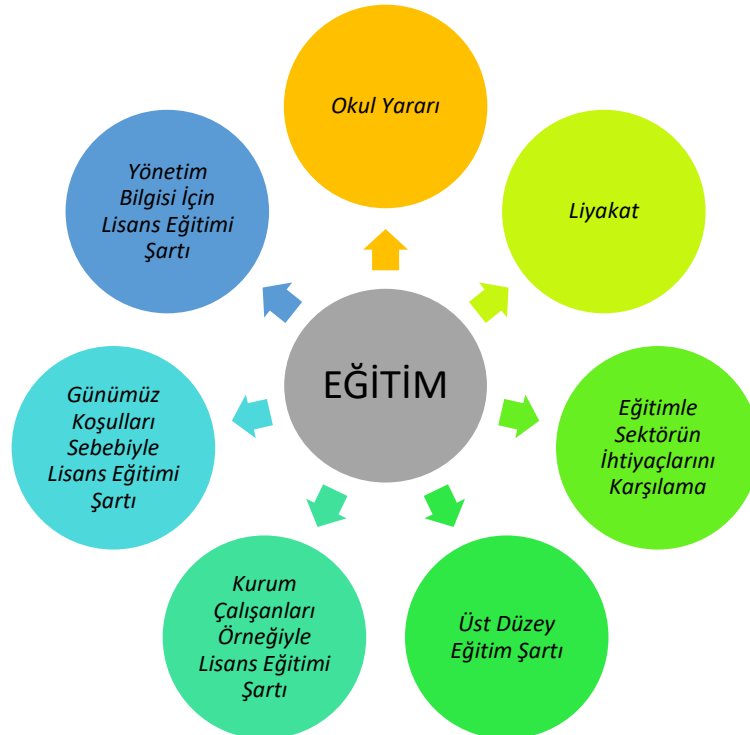 Okul Yararı
Liyakat
Eğitimle
Sektörün
İhtiyaçlarını
Karşılama
Üst Düzey
Eğitim Şartı
Kurum
Çalışanları
Örneğiyle
Lisans Eğitimi
Şartı
Günümüz
Koşulları
Sebebiyle
Lisans Eğitimi
Şartı
Yönetim
Bilgisi İçin
Lisans Eğitimi
Şartı
EĞİTİM